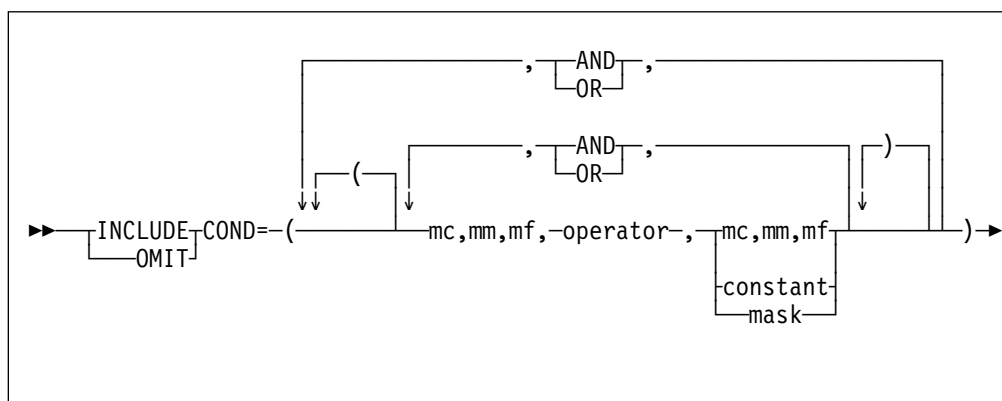 , AND ,
OR
, AND , )
( OR
INCLUDE COND= ( mc,mm,mf, operator , mc,mm,mf )
OMIT constant
mask